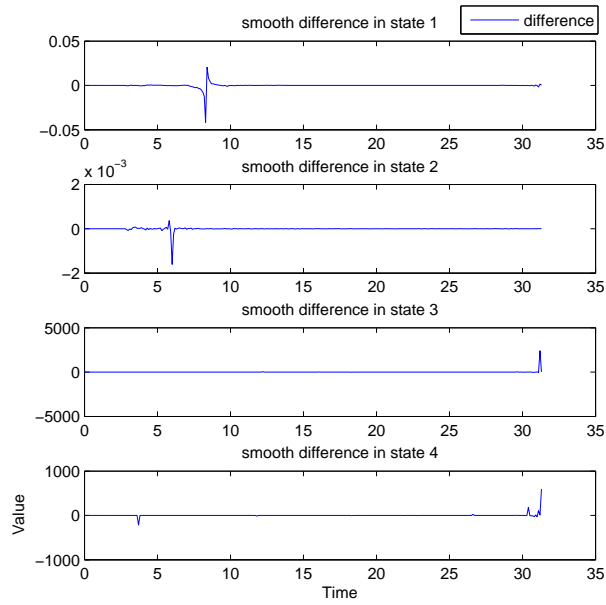 smooth difference in state 1
difference
0.05
0
−0.05
0 5 10 15 20 25 30 35
x 10−3
smooth difference in state 2
2
0
−2
0 5 10 15 20 25 30 35
smooth difference in state 3
5000
0
−5000
0 5 10 15 20 25 30 35
smooth difference in state 4
1000
0
−1000
0 5 10 15 20 25 30 35
Value
Time